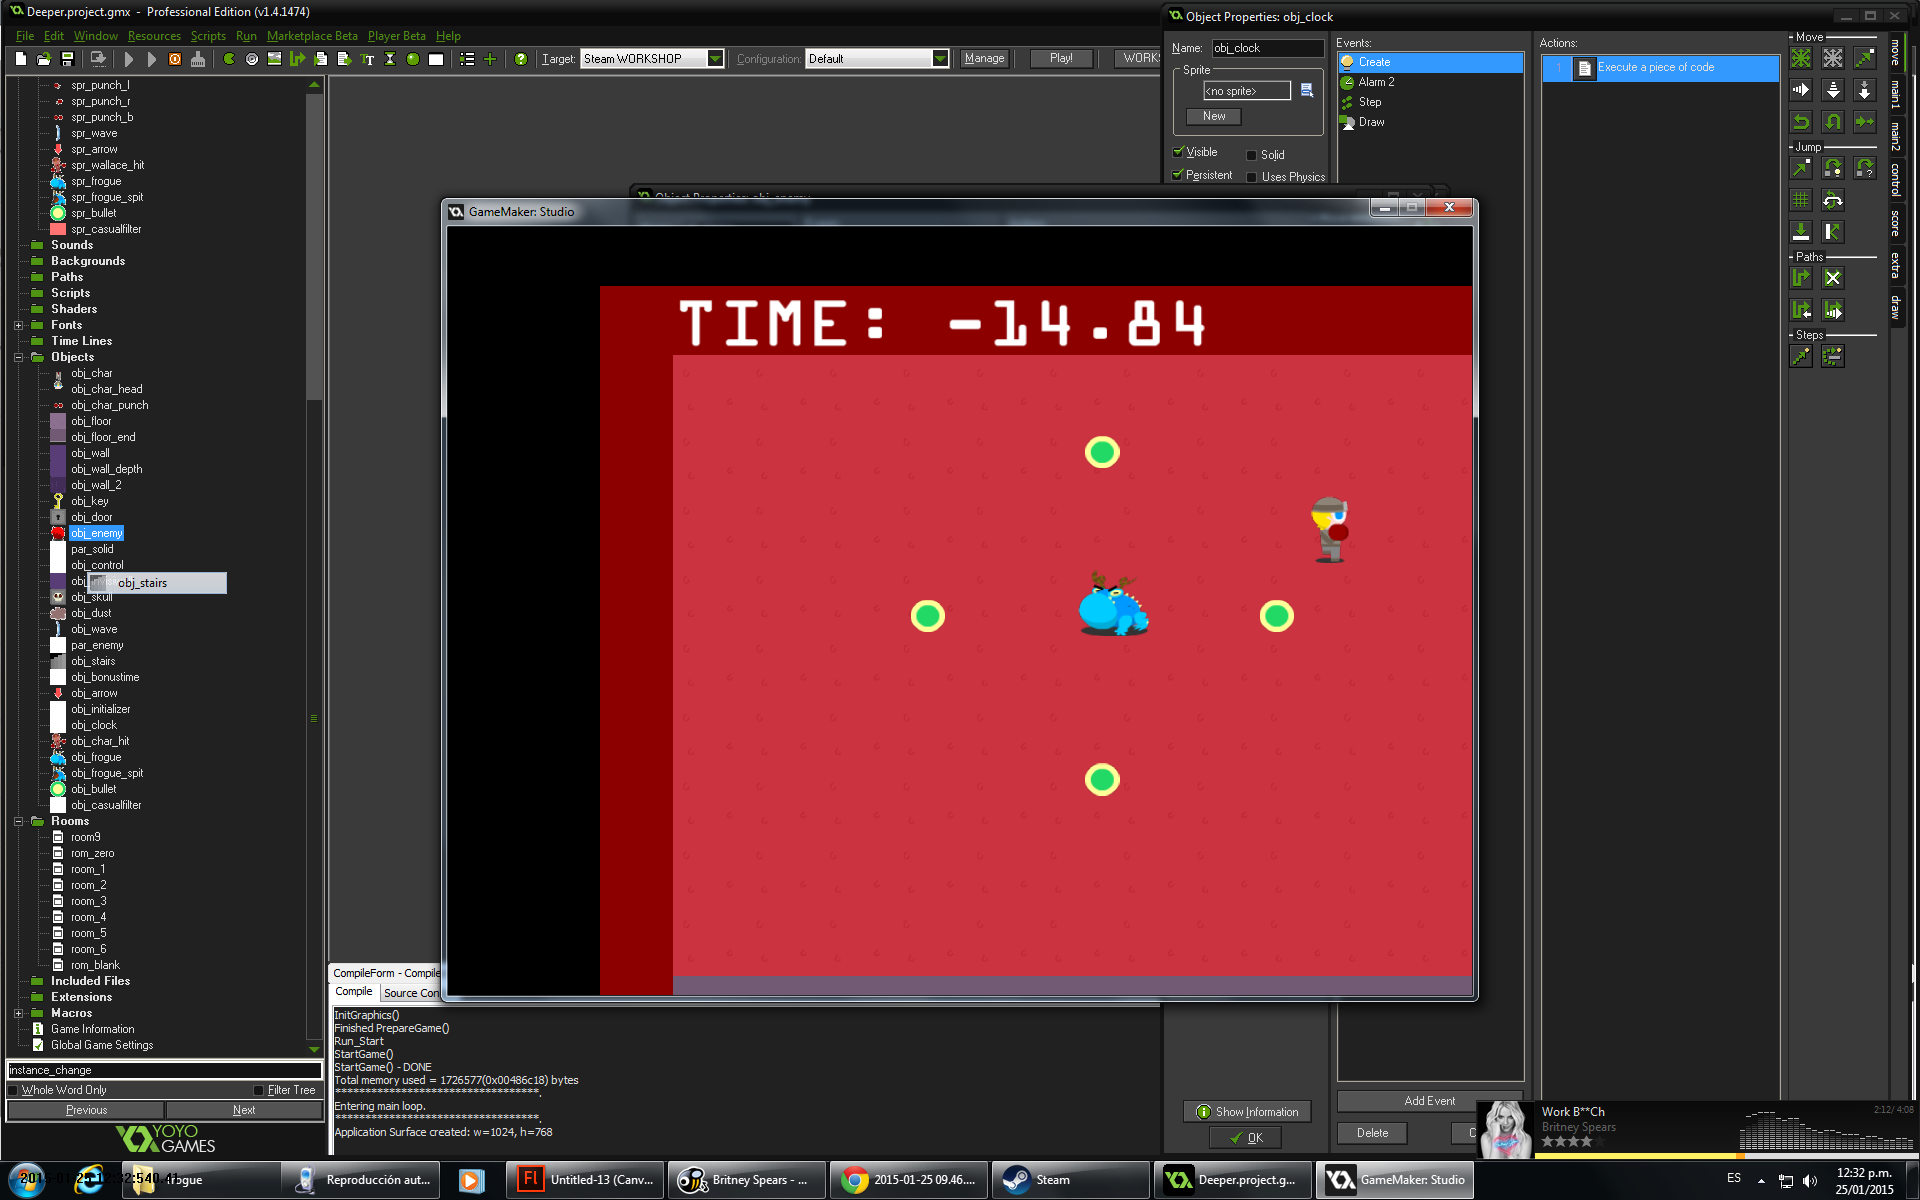 Deeper.project.gmx - Professional Edition (v1.4.1474)
File Edit Window Resources Scripts Run Marketplace Beta Player Beta Help
Target: Steam WORKSHOP Configuration: Default Manage Play! WORKS
spr_punch_l
spr_punch_r
spr_punch_b
spr_wave
spr_arrow
spr_wallace_hit
spr_frogue
spr_frogue_spit
spr_bullet
spr_casualfilter
Sounds
Backgrounds
Paths
Scripts
Shaders
Fonts
Time Lines
Objects
obj_char
obj_char_head
obj_char_punch
obj_floor
obj_floor_end
obj_wall
obj_wall_depth
obj_wall_2
obj_key
obj_door
obj_enemy
par_solid
obj_control
obj_stairs
obj_skull
obj_dust
obj_wave
par_enemy
obj_stairs
obj_bonustime
obj_arrow
obj_initializer
obj_clock
obj_char_hit
obj_frogue
obj_frogue_spit
obj_bullet
obj_casualfilter
Rooms
room9
rom_zero
room_1
room_2
room_3
room_4
room_5
room_6
rom_blank
Included Files
Extensions
Macros
Game Information
Global Game Settings
instance_change
Whole Word Only Filter Tree
Previous Next
YOYO
GAMES
Object Properties: obj_clock
Name: obj_clock
Sprite
<no sprite>
New
Visible Solid
Persistent Uses Physics
Events:
Create
Alarm 2
Step
Draw
Actions:
1 Execute a piece of code
Move
Jump
Paths
Steps
move
main1
main2
control
score
extra
draw
Object Properties: obj_enemy
GameMaker: Studio
TIME: -14.84
CompileForm - Compile
Compile Source Con
InitGraphics()
Finished PrepareGame()
Run_Start
StartGame()
StartGame() - DONE
Total memory used = 1726577(0x00486c18) bytes
**********************************.
Entering main loop.
**********************************.
Application Surface created: w=1024, h=768
Show Information
OK
Add Event
Delete
Work B**Ch
Britney Spears
2:12/ 4:08
frogue
Reproducción aut...
Untitled-13 (Canv...
Britney Spears - ...
2015-01-25 09.46....
Steam
Deeper.project.g...
GameMaker: Studio
ES
12:32 p.m.
25/01/2015